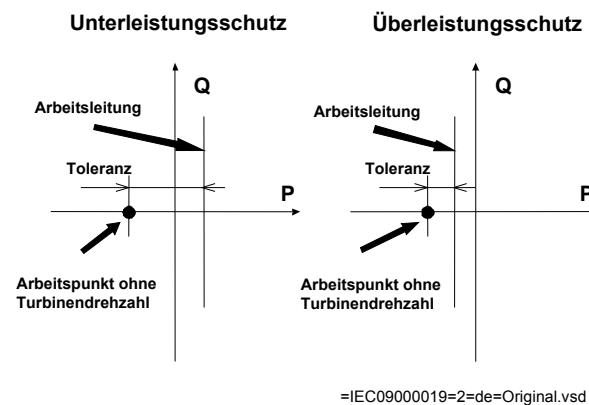 Unterleistungsschutz
Q
Arbeitsleitung
Toleranz
P
Arbeitspunkt ohne
Turbinendrehzahl
Überleistungsschutz
Q
Arbeitsleitung
Toleranz
P
Arbeitspunkt ohne
Turbinendrehzahl
=IEC09000019=2=de=Original.vsd